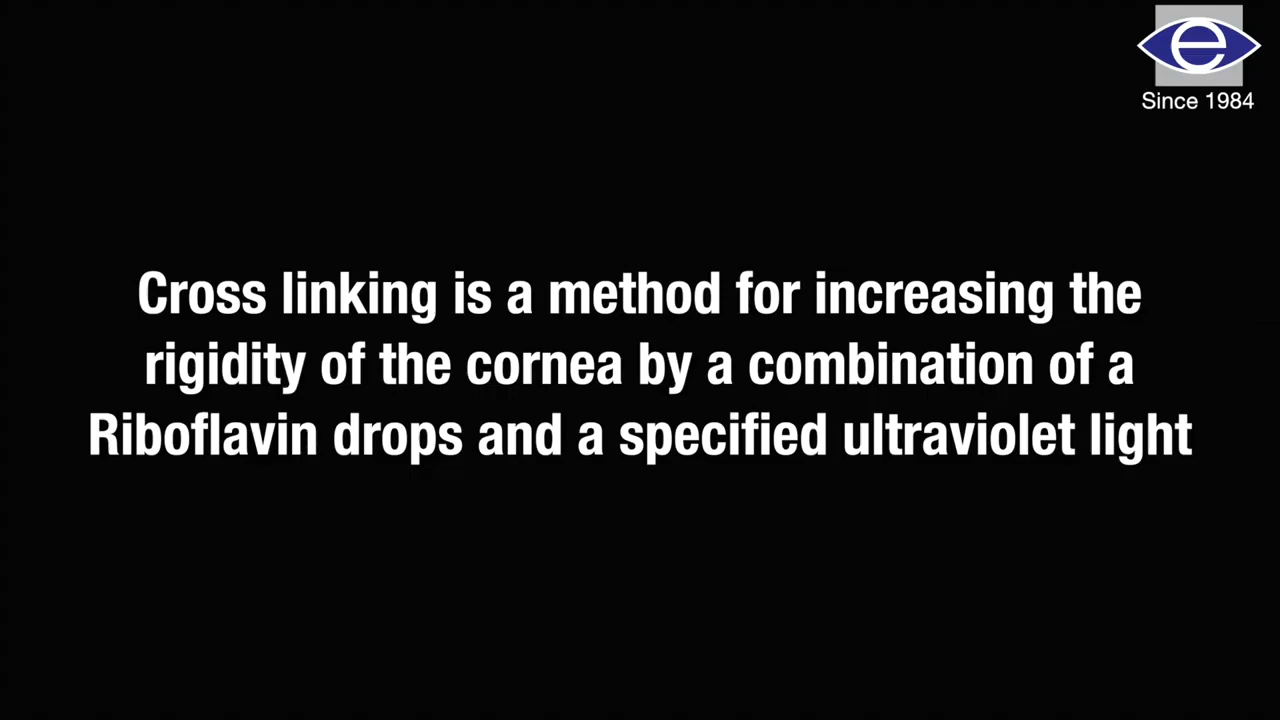 e
Since 1984
Cross linking is a method for increasing the
rigidity of the cornea by a combination of a
Riboflavin drops and a specified ultraviolet light